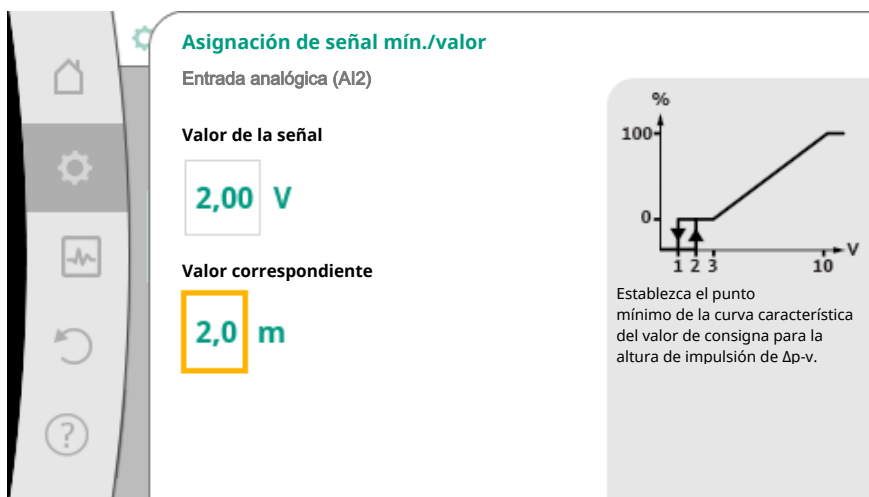 Asignación de señal mín./valor
Entrada analógica (AI2)
Valor de la señal
2,00 V
Valor correspondiente
2,0 m
%
100
0
1 2 3 10 V
Establezca el punto
mínimo de la curva característica
del valor de consigna para la
altura de impulsión de Δp-v.
?